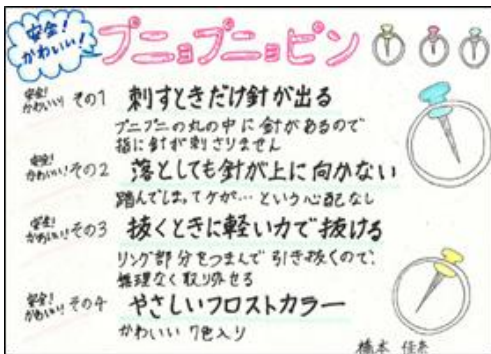 安全!
かわいい!
プニョプニョピン
安全!
かわいい! その1 刺すときだけ針が出る
プニプニの丸の中に針があるので
指に針が刺さりません
安全!
かわいい! その2 落としても針が上に向かない
踏んでしまってケガが…という心配なし
安全!
かわいい! その3 抜くときに軽い力で抜ける
リング部分をつまんで引き抜くので、
無理なく取り外せる
安全!
かわいい! その4 やさしいフロストカラー
かわいい 7色入り
橋本 佳奈